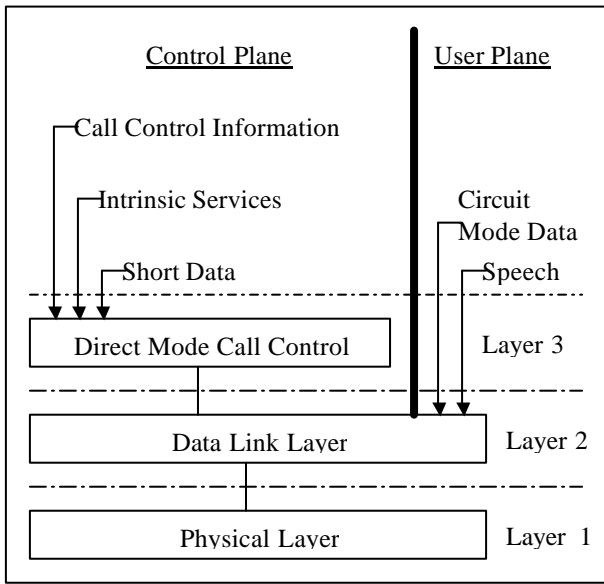 Control Plane
User Plane
Call Control Information
Intrinsic Services
Circuit
Mode Data
Short Data
Speech
Direct Mode Call Control
Layer 3
Data Link Layer
Layer 2
Physical Layer
Layer 1